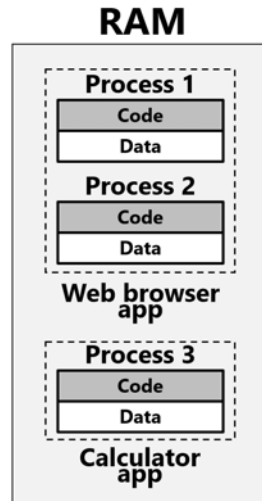 RAM
Process 1
Code
Data
Process 2
Code
Data
Web browser
app
Process 3
Code
Data
Calculator
app